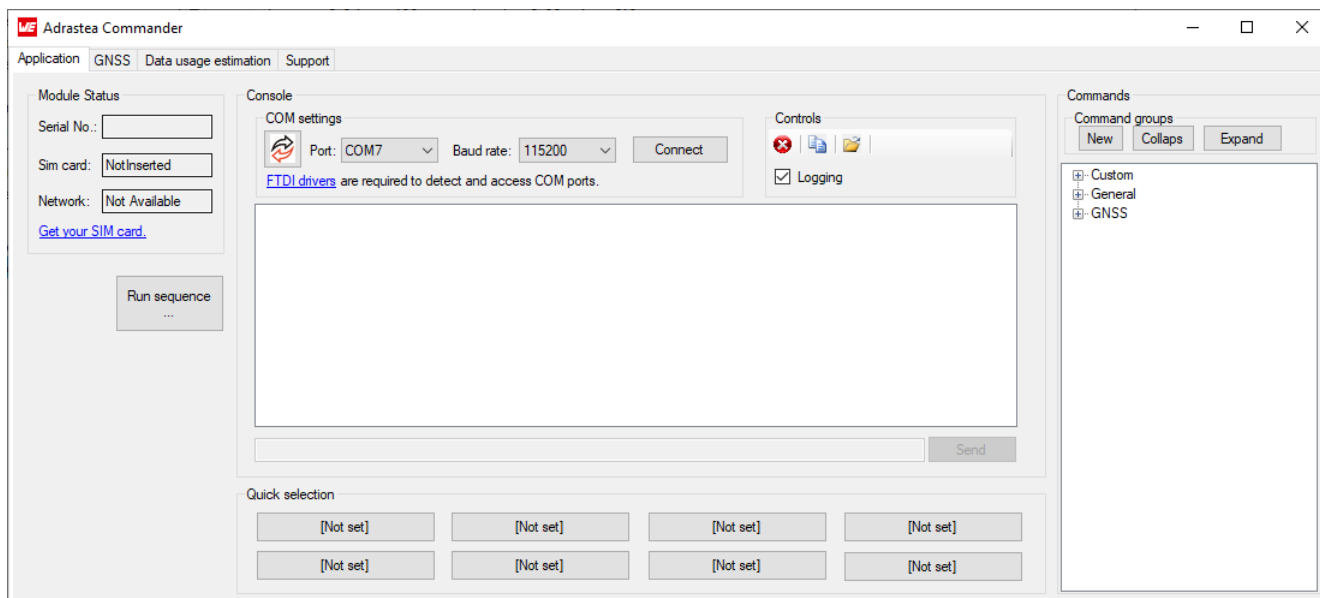 WE Adrastea Commander
Application GNSS Data usage estimation Support
Module Status
Serial No.:
Sim card: NotInserted
Network: Not Available
Get your SIM card.
Run sequence
...
Console
COM settings
Port: COM7 Baud rate: 115200 Connect
FTDI drivers are required to detect and access COM ports.
Controls
Logging
Send
Quick selection
[Not set] [Not set] [Not set] [Not set]
[Not set] [Not set] [Not set] [Not set]
Commands
Command groups
New Collaps Expand
Custom
General
GNSS